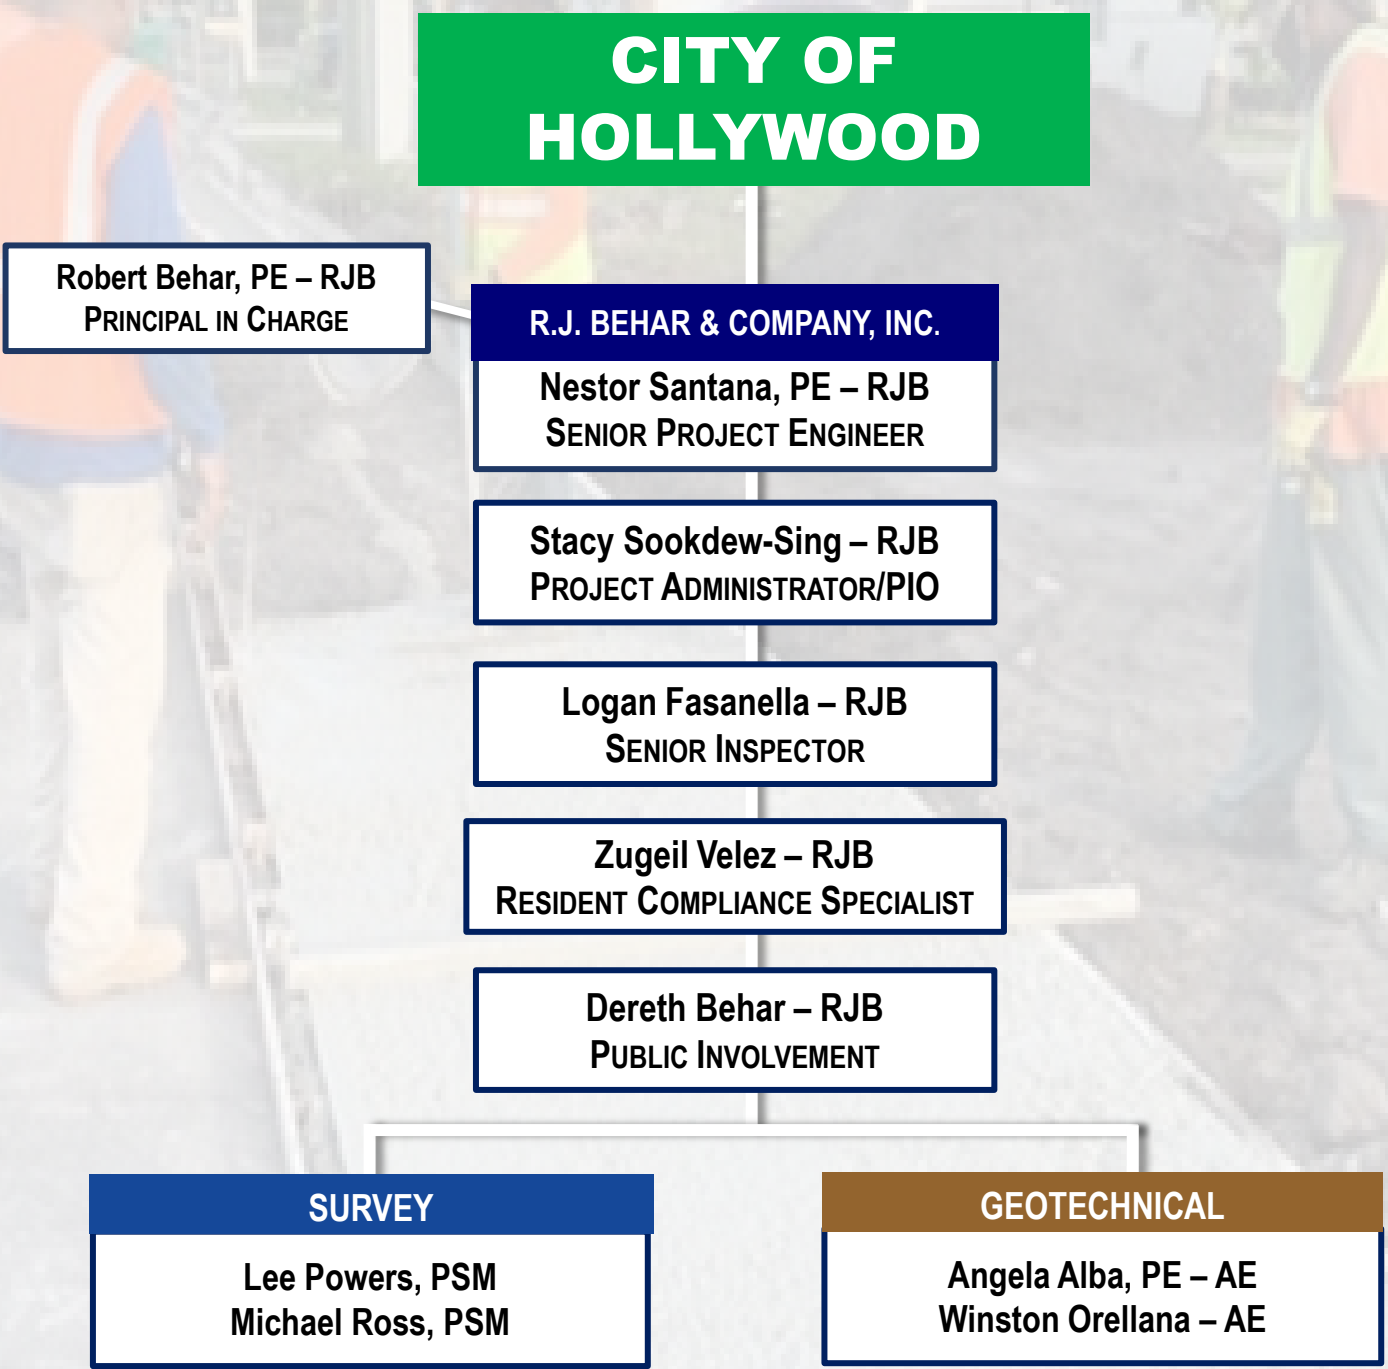 CITY OF
HOLLYWOOD
Robert Behar, PE – RJB
PRINCIPAL IN CHARGE
R.J. BEHAR & COMPANY, INC.
Nestor Santana, PE – RJB
SENIOR PROJECT ENGINEER
Stacy Sookdew-Sing – RJB
PROJECT ADMINISTRATOR/PIO
Logan Fasanella – RJB
SENIOR INSPECTOR
Zugeil Velez – RJB
RESIDENT COMPLIANCE SPECIALIST
Dereth Behar – RJB
PUBLIC INVOLVEMENT
SURVEY
Lee Powers, PSM
Michael Ross, PSM
GEOTECHNICAL
Angela Alba, PE – AE
Winston Orellana – AE